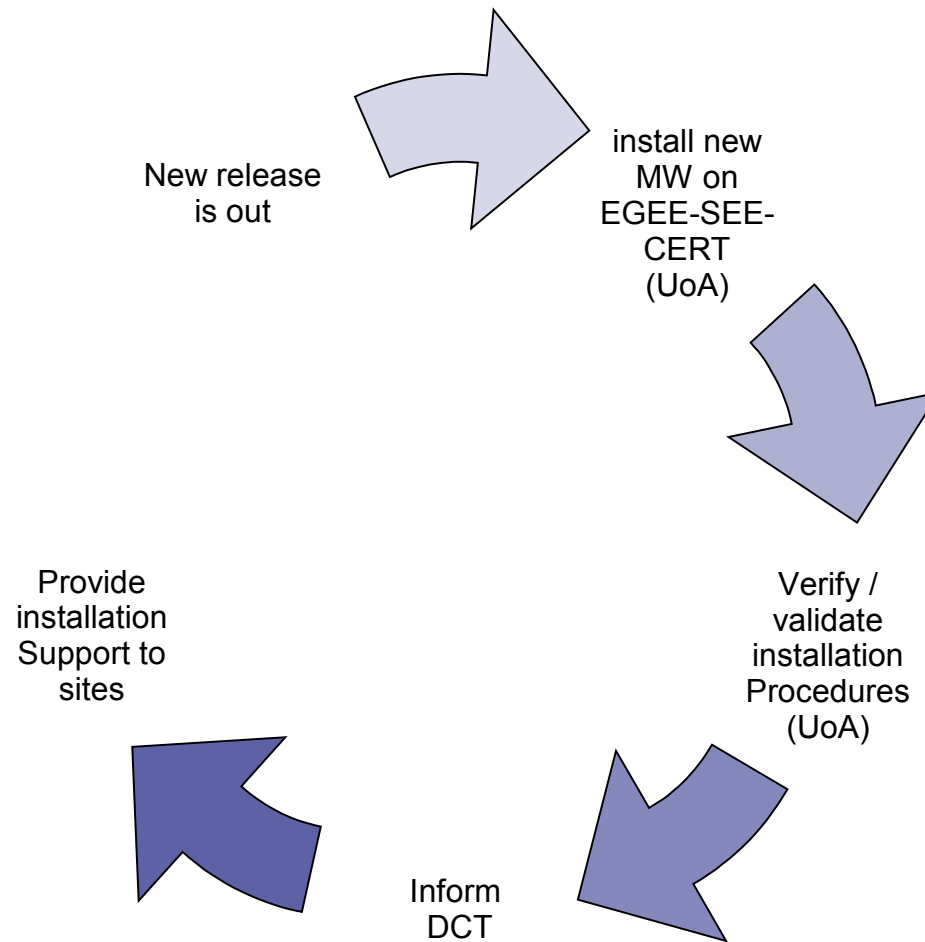 New release
is out
install new
MW on
EGEE-SEE-
CERT
(UoA)
Verify /
validate
installation
Procedures
(UoA)
Inform
DCT
Provide
installation
Support to
sites